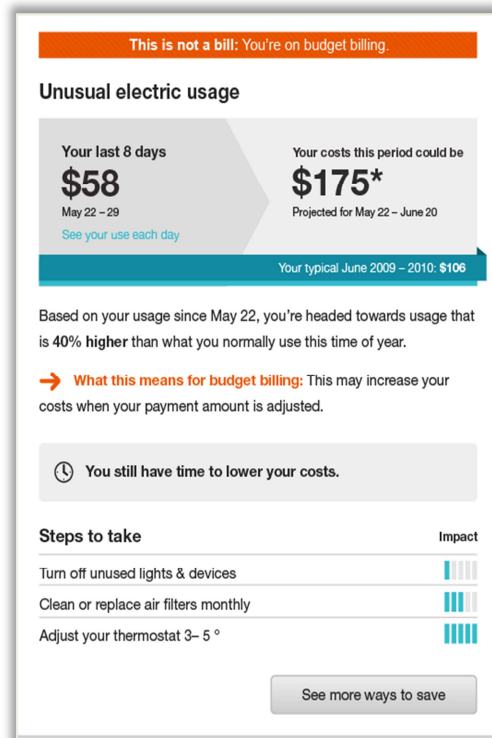 This is not a bill: You're on budget billing.
Unusual electric usage
Your last 8 days
$58
May 22 – 29
See your use each day
Your costs this period could be
$175*
Projected for May 22 – June 20
Your typical June 2009 – 2010: $106
Based on your usage since May 22, you're headed towards usage that
is 40% higher than what you normally use this time of year.
What this means for budget billing: This may increase your
costs when your payment amount is adjusted.
You still have time to lower your costs.
Steps to take
Impact
Turn off unused lights & devices
Clean or replace air filters monthly
Adjust your thermostat 3– 5 °
See more ways to save